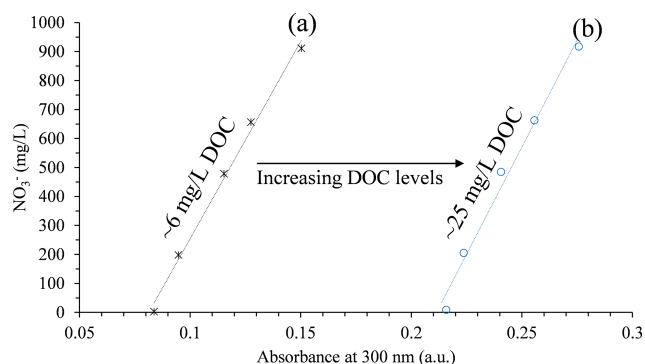 1000
900
800
700
600
500
400
300
200
100
0
NO₃⁻ (mg/L)
(a)
(b)
~6 mg/L DOC
~25 mg/L DOC
Increasing DOC levels
0.05
0.1
0.15
0.2
0.25
0.3
Absorbance at 300 nm (a.u.)